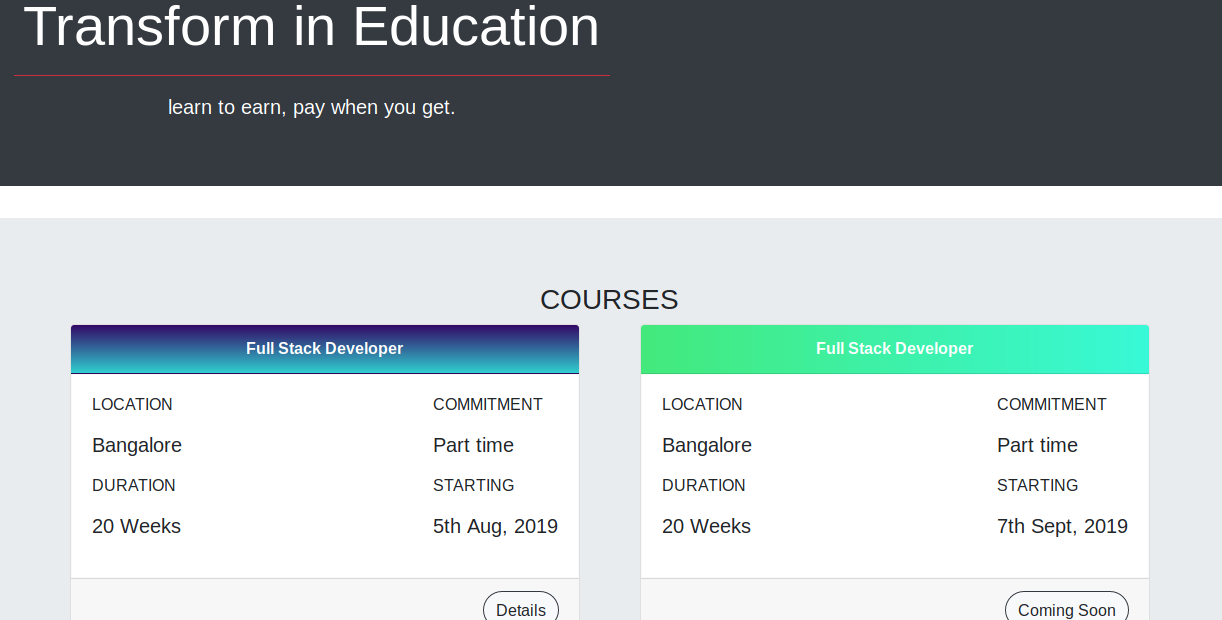 Transform in Education
learn to earn, pay when you get.
COURSES
Full Stack Developer
LOCATION COMMITMENT
Bangalore Part time
DURATION STARTING
20 Weeks 5th Aug, 2019
Details
Full Stack Developer
LOCATION COMMITMENT
Bangalore Part time
DURATION STARTING
20 Weeks 7th Sept, 2019
Coming Soon